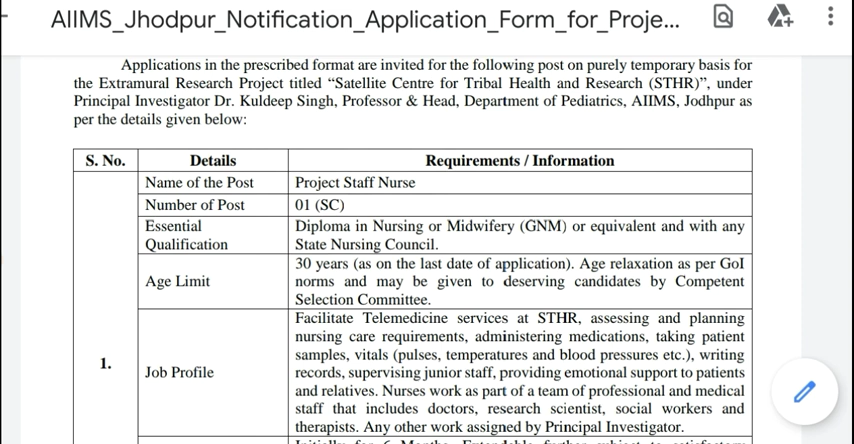 AIIMS_Jhodpur_Notification_Application_Form_for_Proje...
Applications in the prescribed format are invited for the following post on purely temporary basis for
the Extramural Research Project titled “Satellite Centre for Tribal Health and Research (STHR)”, under
Principal Investigator Dr. Kuldeep Singh, Professor & Head, Department of Pediatrics, AIIMS, Jodhpur as
per the details given below:
S. No. Details Requirements / Information
Name of the Post Project Staff Nurse
Number of Post 01 (SC)
Essential Diploma in Nursing or Midwifery (GNM) or equivalent and with any
Qualification State Nursing Council.
30 years (as on the last date of application). Age relaxation as per GoI
Age Limit norms and may be given to deserving candidates by Competent
Selection Committee.
Facilitate Telemedicine services at STHR, assessing and planning
nursing care requirements, administering medications, taking patient
samples, vitals (pulses, temperatures and blood pressures etc.), writing
1. Job Profile records, supervising junior staff, providing emotional support to patients
and relatives. Nurses work as part of a team of professional and medical
staff that includes doctors, research scientist, social workers and
therapists. Any other work assigned by Principal Investigator.